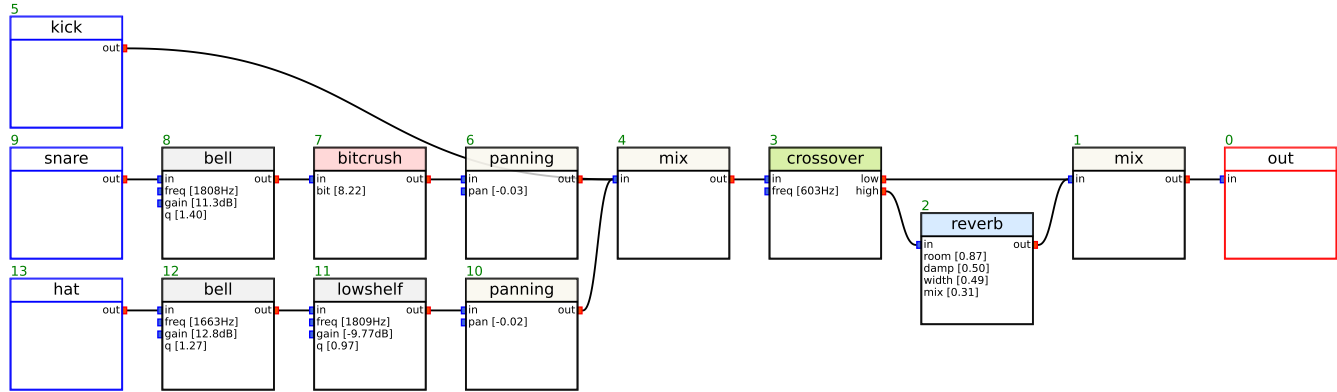 5
kick
out
9
snare
out
8
bell
in out
freq [1808Hz]
gain [11.3dB]
q [1.40]
7
bitcrush
in out
bit [8.22]
6
panning
in out
pan [-0.03]
4
mix
in out
3
crossover
in low
freq [603Hz] high
2
reverb
in out
room [0.87]
damp [0.50]
width [0.49]
mix [0.31]
1
mix
in out
0
out
in
13
hat
out
12
bell
in out
freq [1663Hz]
gain [12.8dB]
q [1.27]
11
lowshelf
in out
freq [1809Hz]
gain [-9.77dB]
q [0.97]
10
panning
in out
pan [-0.02]